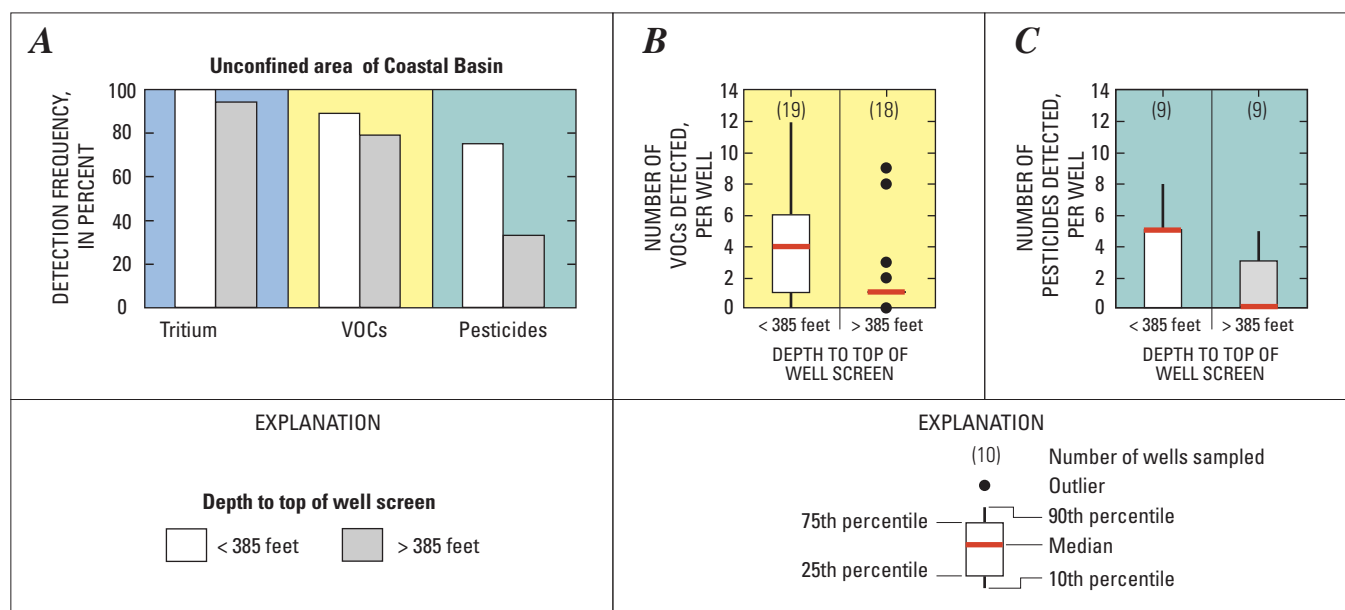 A
Unconfined area of Coastal Basin
DETECTION FREQUENCY,
IN PERCENT
100
80
60
40
20
0
Tritium
VOCs
Pesticides
B
NUMBER OF
VOCs DETECTED,
PER WELL
14
12
10
8
6
4
2
0
(19)
(18)
< 385 feet
> 385 feet
DEPTH TO TOP OF
WELL SCREEN
C
NUMBER OF
PESTICIDES DETECTED,
PER WELL
14
12
10
8
6
4
2
0
(9)
(9)
< 385 feet
> 385 feet
DEPTH TO TOP OF
WELL SCREEN
EXPLANATION
Depth to top of well screen
< 385 feet
> 385 feet
EXPLANATION
(10)
Number of wells sampled
Outlier
75th percentile
90th percentile
Median
25th percentile
10th percentile